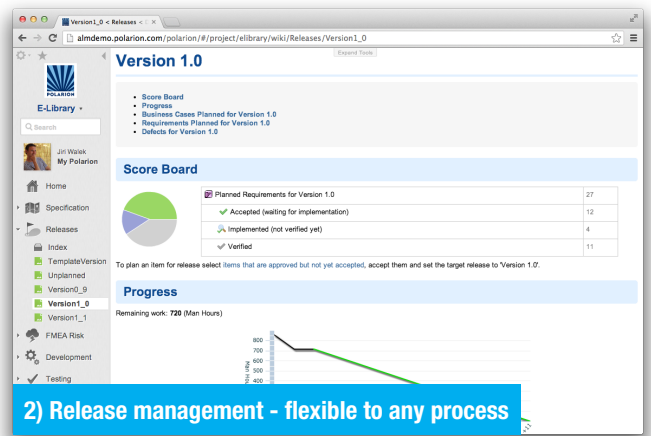 Version1_0 < Releases < E
almdemo.polarion.com/polarion/#/project/elibrary/wiki/Releases/Version1_0
POLARION
E-Library
Search
Jiri Walek
My Polarion
Home
Specification
Releases
Index
TemplateVersion
Unplanned
Version0_9
Version1_0
Version1_1
FMEA Risk
Development
Testing
Expand Tools
Version 1.0
• Score Board
• Progress
• Business Cases Planned for Version 1.0
• Requirements Planned for Version 1.0
• Defects for Version 1.0
Score Board
Planned Requirements for Version 1.0 27
Accepted (waiting for implementation) 12
Implemented (not verified yet) 4
Verified 11
To plan an item for release select items that are approved but not yet accepted, accept them and set the target release to 'Version 1.0'.
Progress
Remaining work: 720 (Man Hours)
800
700
600
500
400
2) Release management - flexible to any process